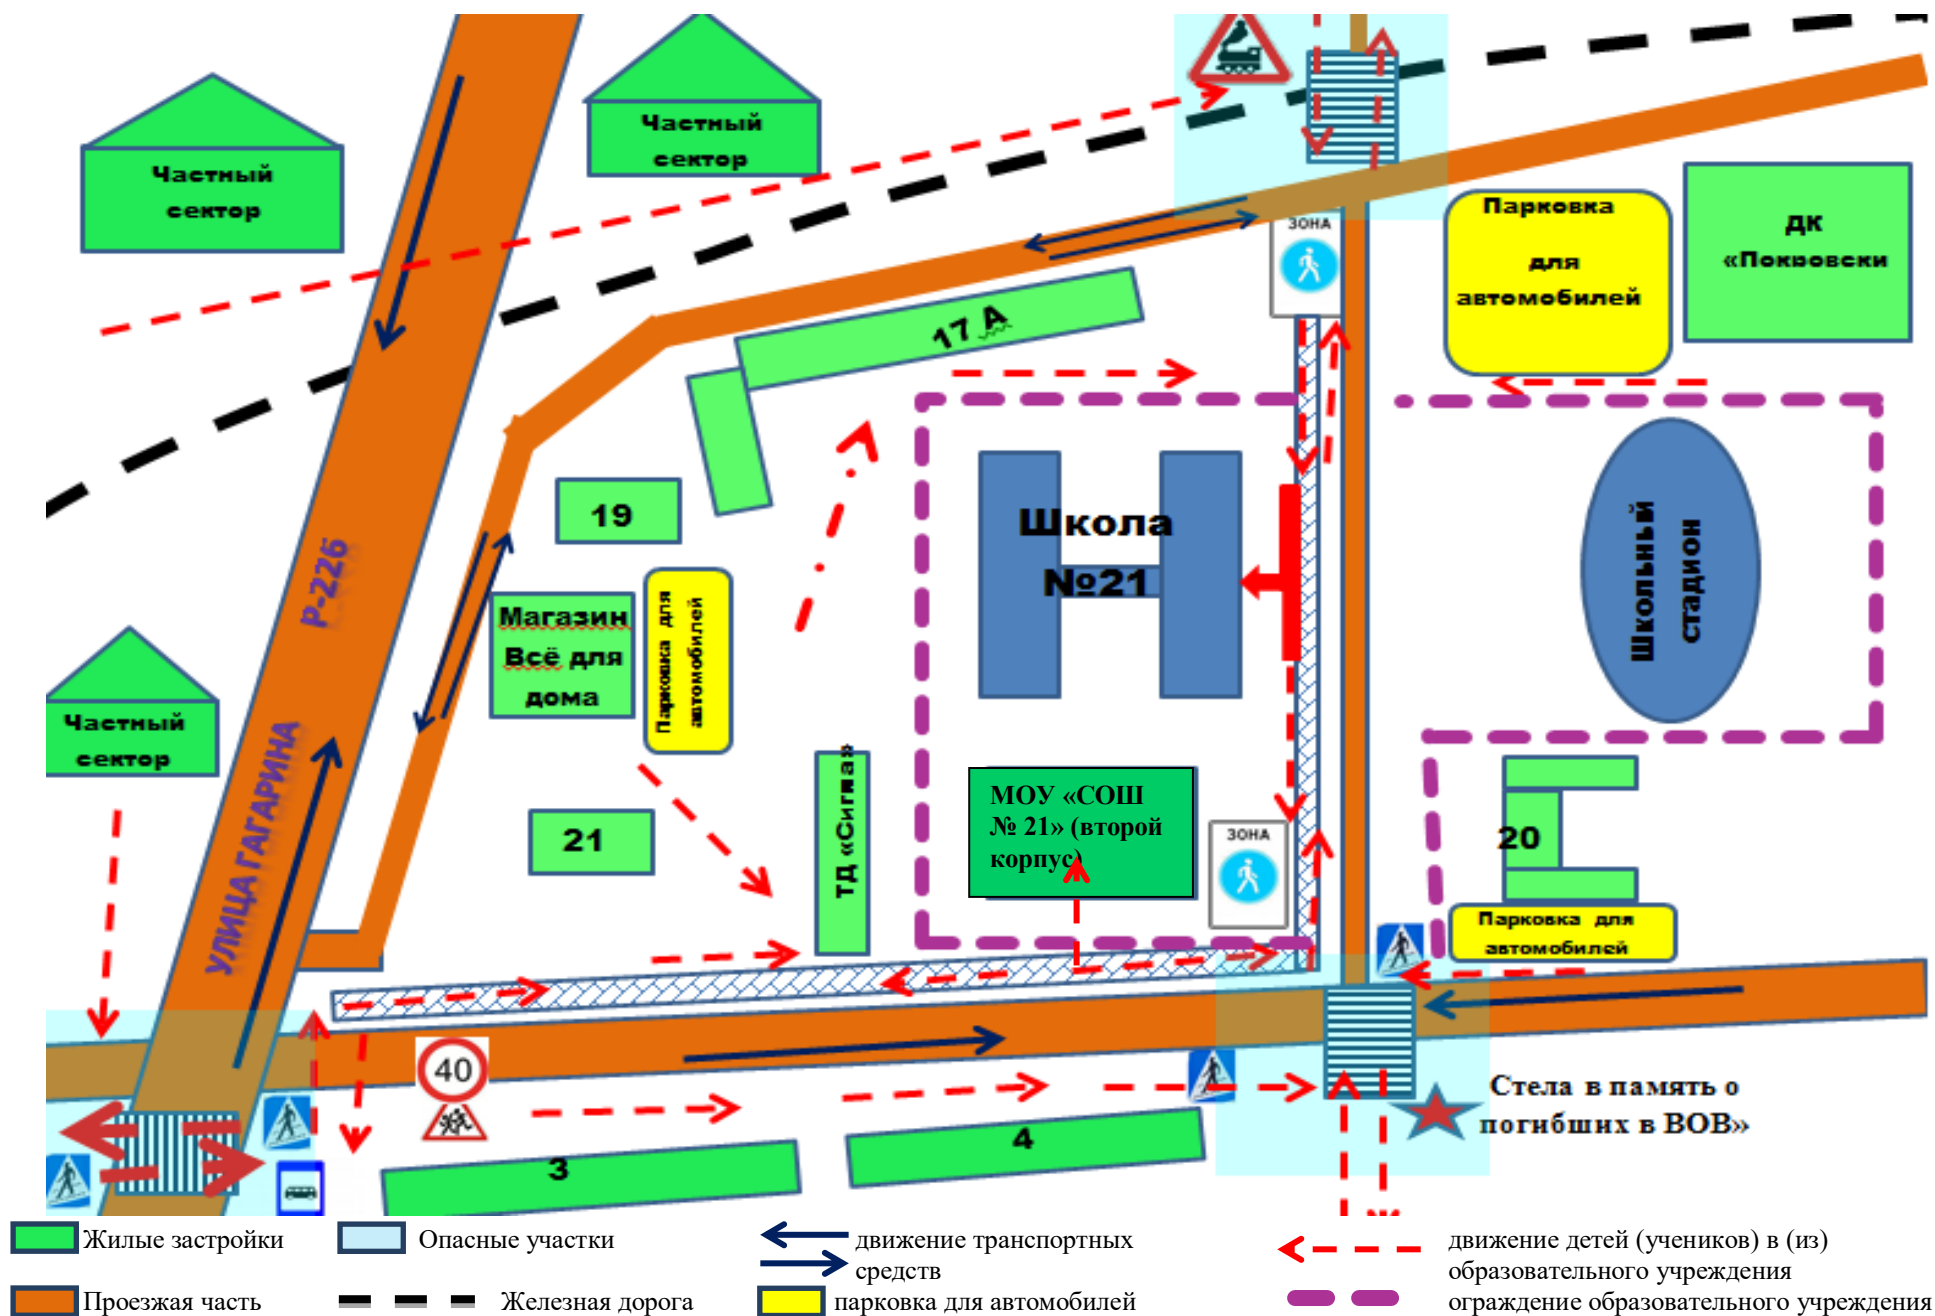 Частный
сектор
Частный
сектор
ЗОНА
Парковка
для
автомобилей
ДК
«Покровски
17 А
19
Школа
№21
Школьный
стадион
Р-226
УЛИЦА ГАГАРИНА
Магазин
Всё для
дома
Парковка для
автомобилей
Частный
сектор
21
ТД «Сигма»
МОУ «СОШ
№ 21» (второй
корпус)
ЗОНА
20
Парковка для
автомобилей
40
Стела в память о
погибших в ВОВ»
3
4
Жилые застройки
Опасные участки
движение транспортных
средств
движение детей (учеников) в (из)
образовательного учреждения
Проезжая часть
Железная дорога
парковка для автомобилей
ограждение образовательного учреждения